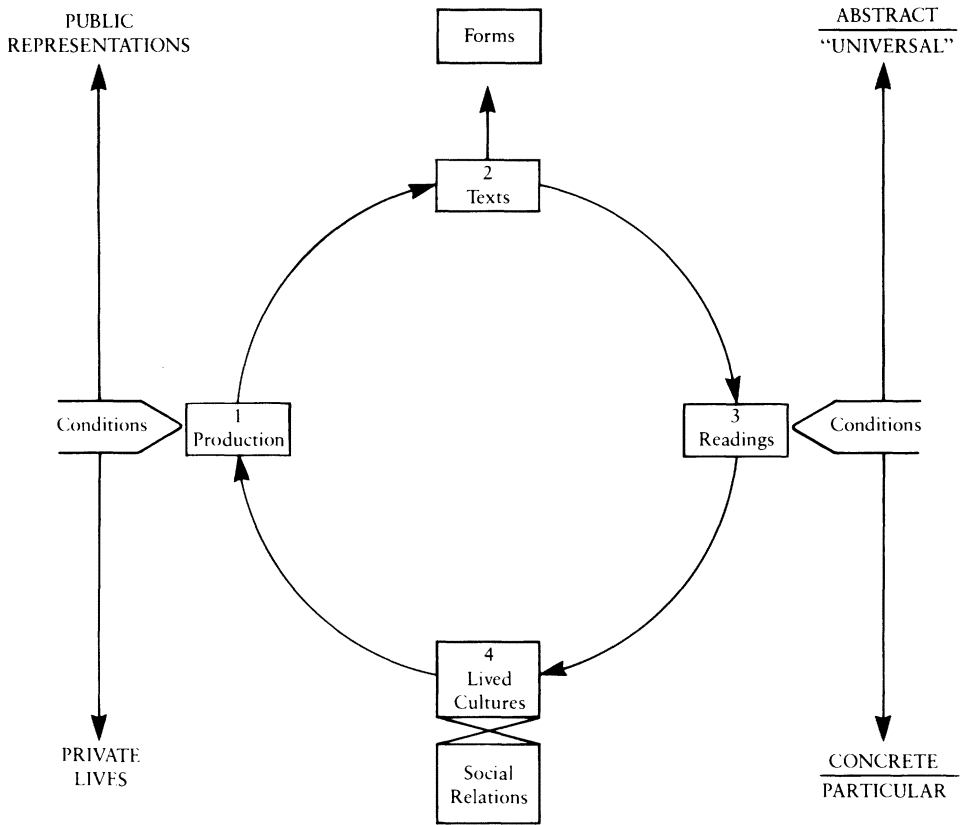 PUBLIC
REPRESENTATIONS
Forms
ABSTRACT
“UNIVERSAL”
2
Texts
Conditions
1
Production
3
Readings
Conditions
4
Lived
Cultures
PRIVATE
LIVES
Social
Relations
CONCRETE
PARTICULAR